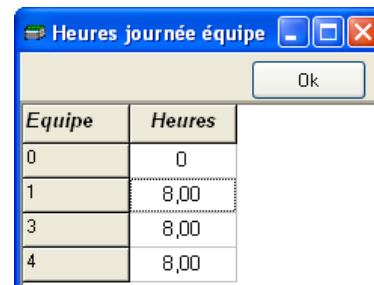 Heures journée équipe
Ok
Equipe Heures
0 0
1 8,00
3 8,00
4 8,00